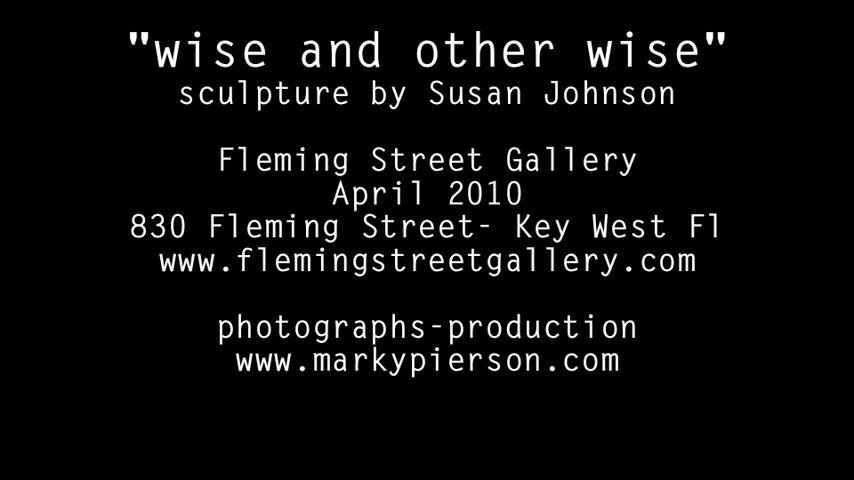 "wise and other wise"
sculpture by Susan Johnson
Fleming Street Gallery
April 2010
830 Fleming Street- Key West Fl
www.flemingstreetgallery.com
photographs-production
www.markypierson.com